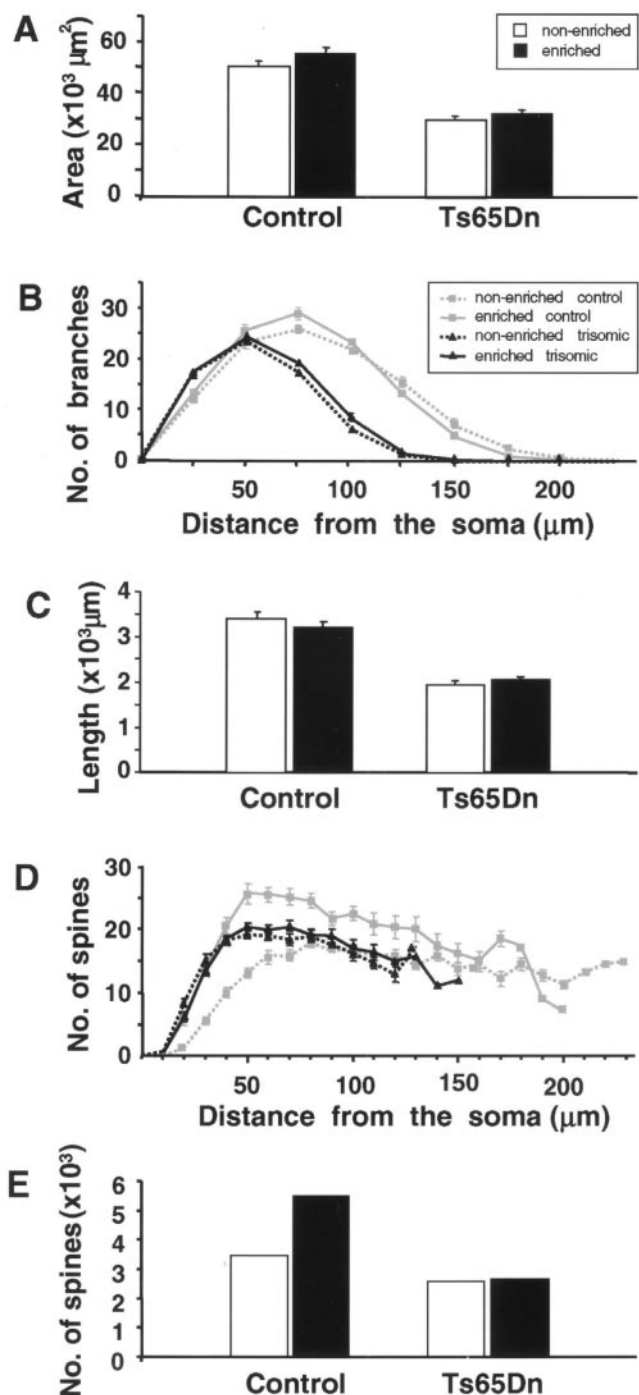 A
Area (x10³ μm²)
60
40
20
0
non-enriched
enriched
Control Ts65Dn
B
No. of branches
30
20
10
0
non-enriched control
enriched control
non-enriched trisomic
enriched trisomic
50 100 150 200
Distance from the soma (μm)
C
Length (x10³μm)
4
3
2
1
0
Control Ts65Dn
D
No. of spines
30
20
10
0
50 100 150 200
Distance from the soma (μm)
E
No. of spines (x10³)
6
5
4
3
2
1
0
Control Ts65Dn